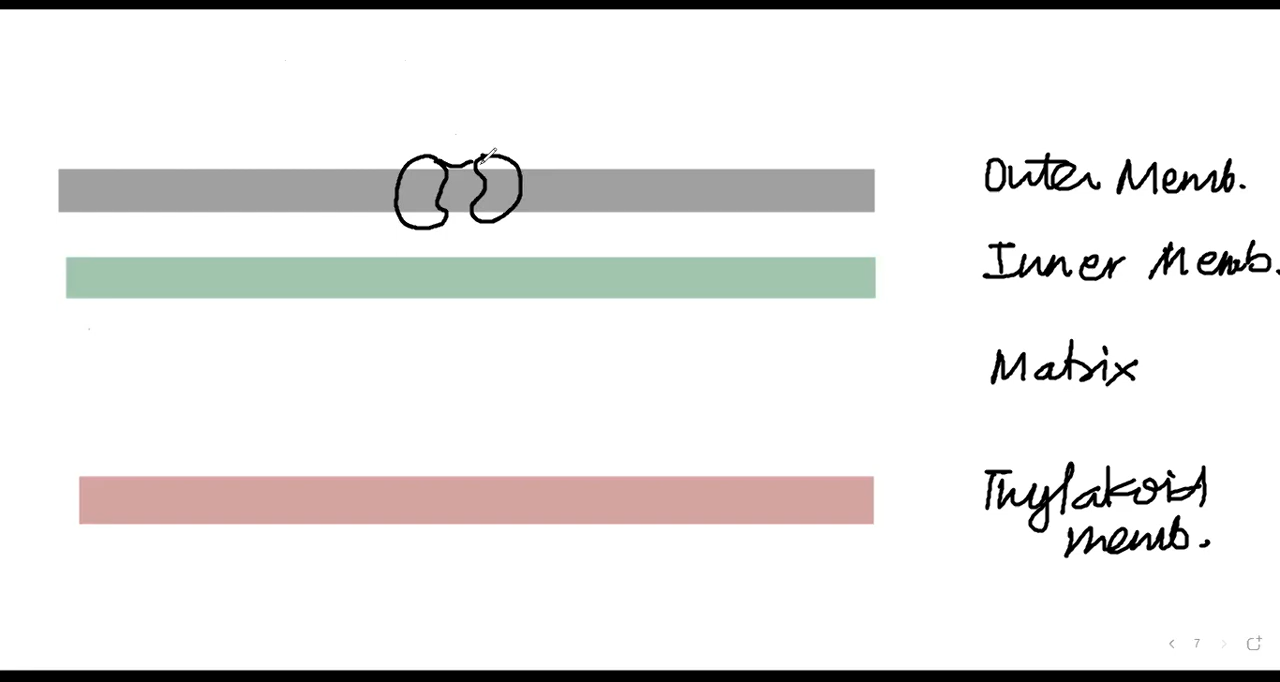 Outer Memb.
Inner Memb.
Matrix
Thylakoid
memb.
7